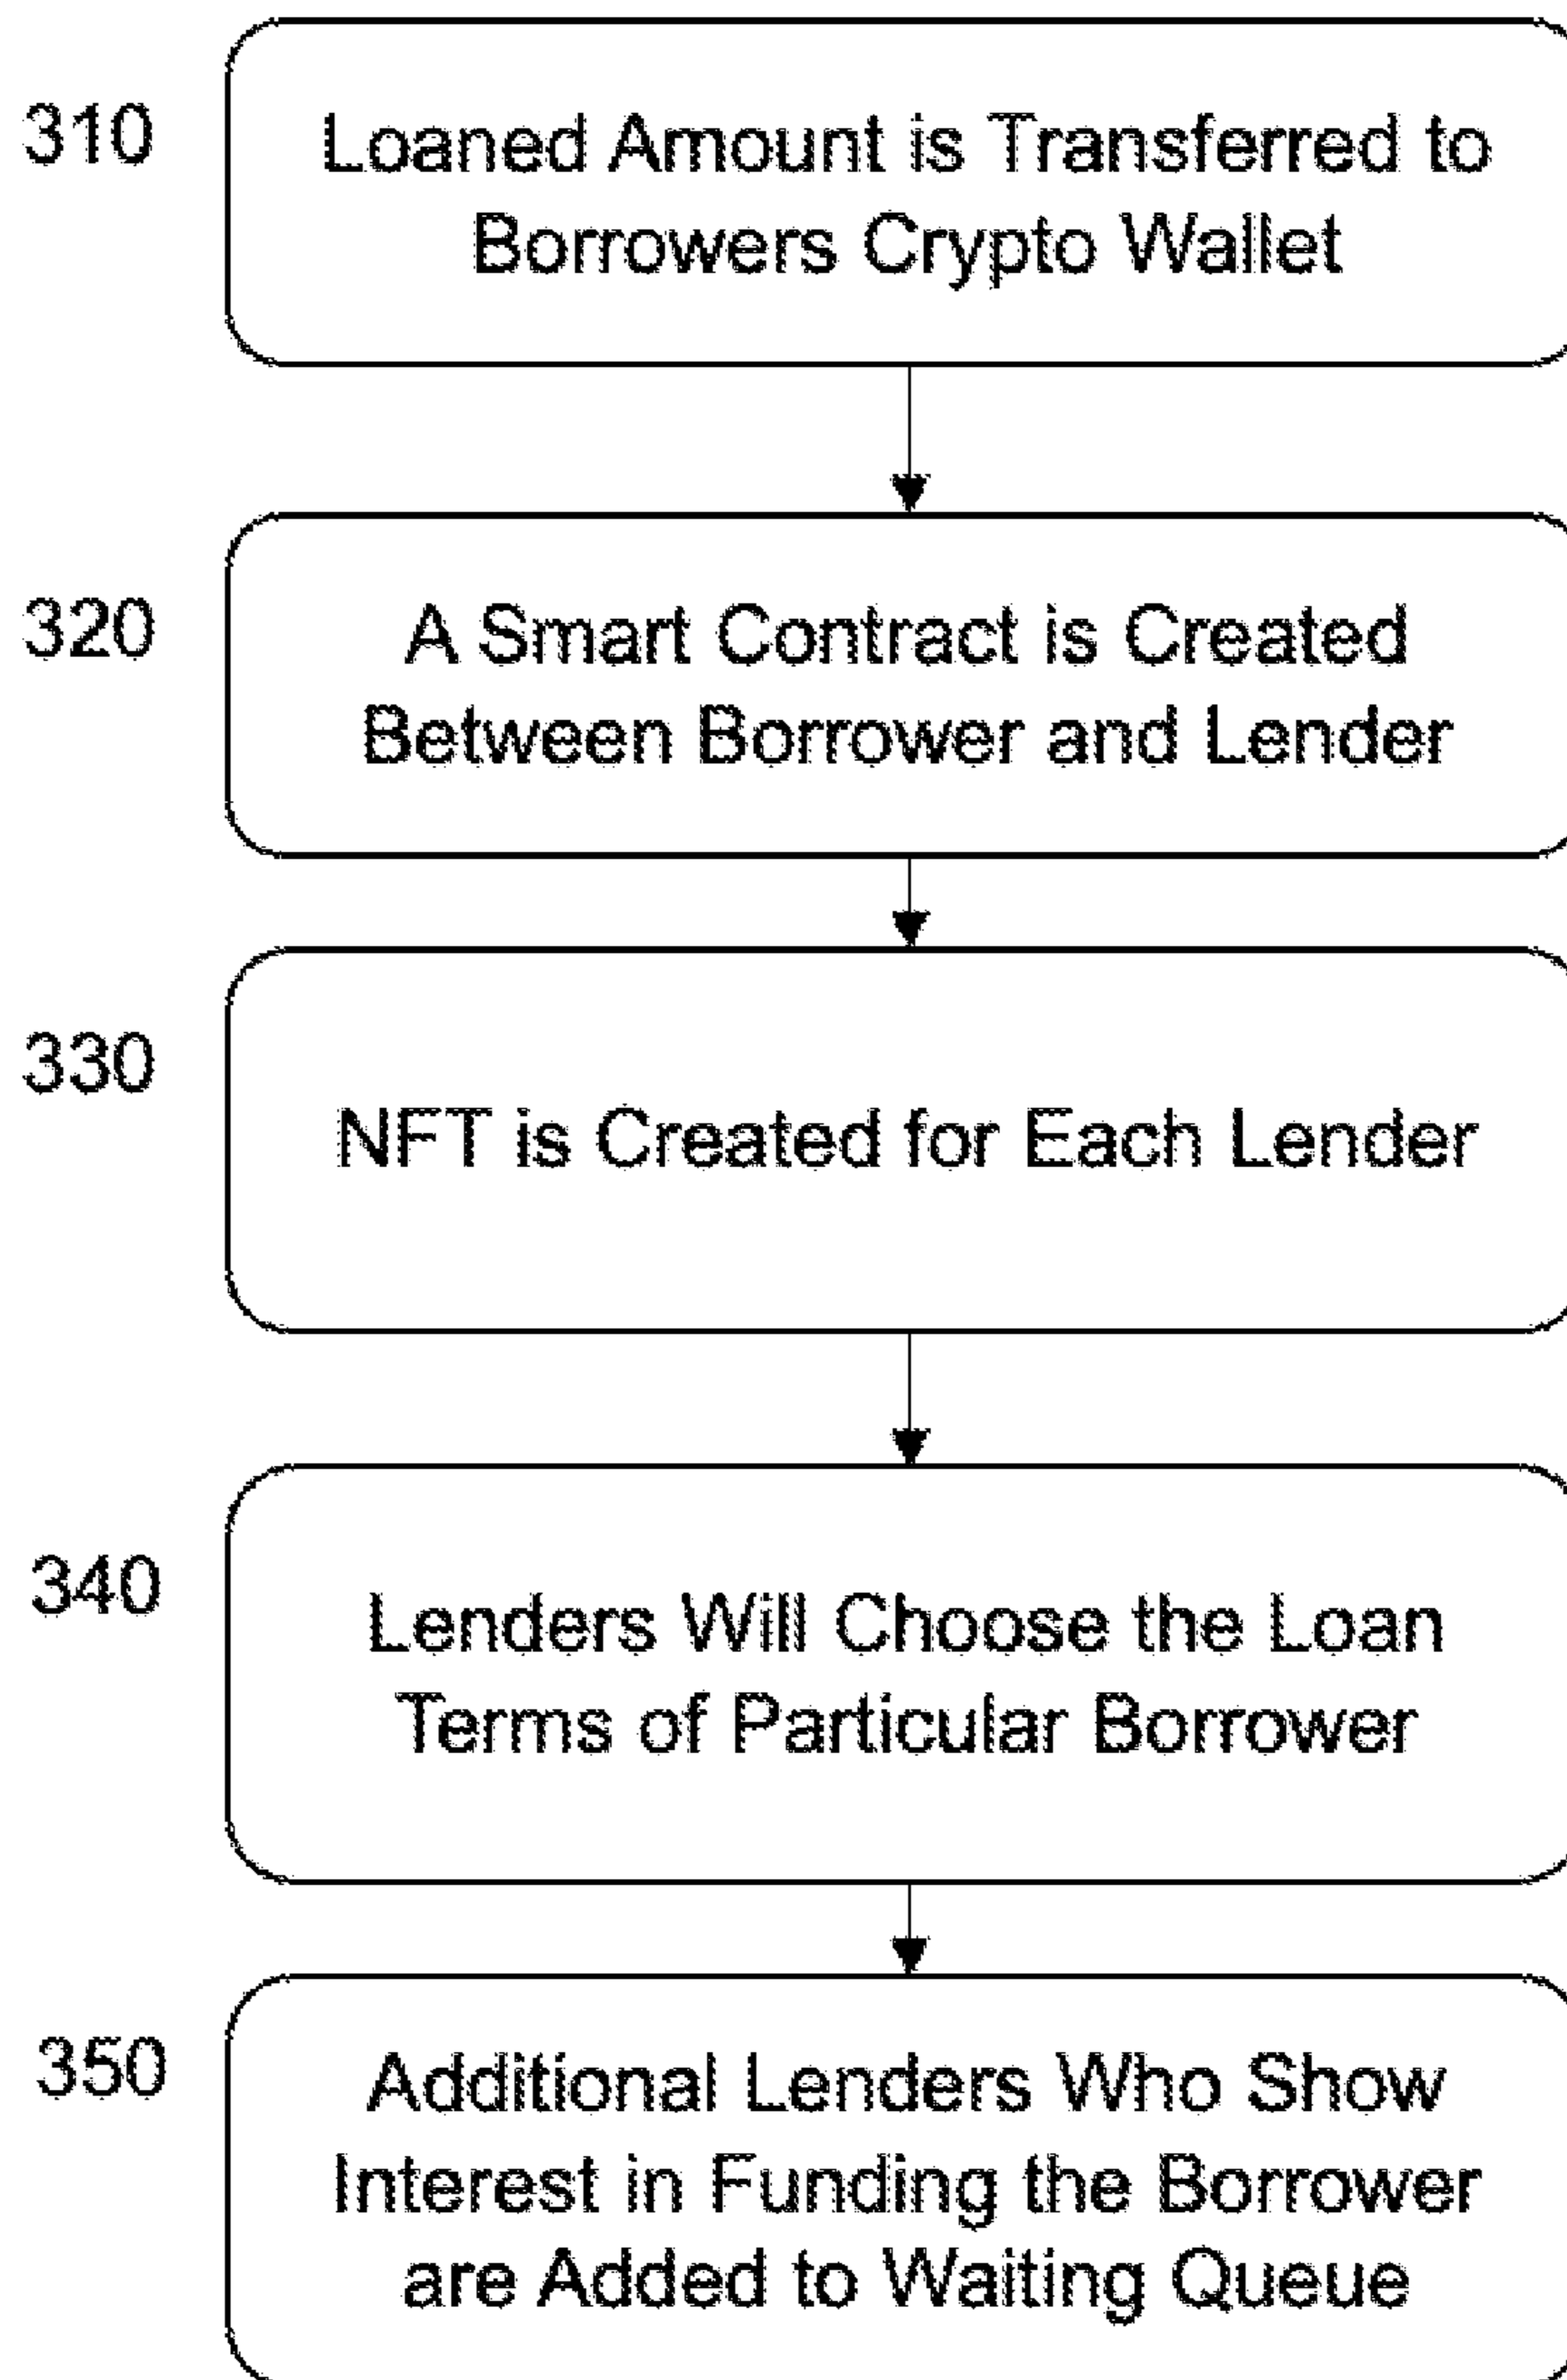 310
Loaned Amount is Transferred to
Borrowers Crypto Wallet
320
A Smart Contract is Created
Between Borrower and Lender
330
NFT is Created for Each Lender
340
Lenders Will Choose the Loan
Terms of Particular Borrower
350
Additional Lenders Who Show
Interest in Funding the Borrower
are Added to Waiting Queue